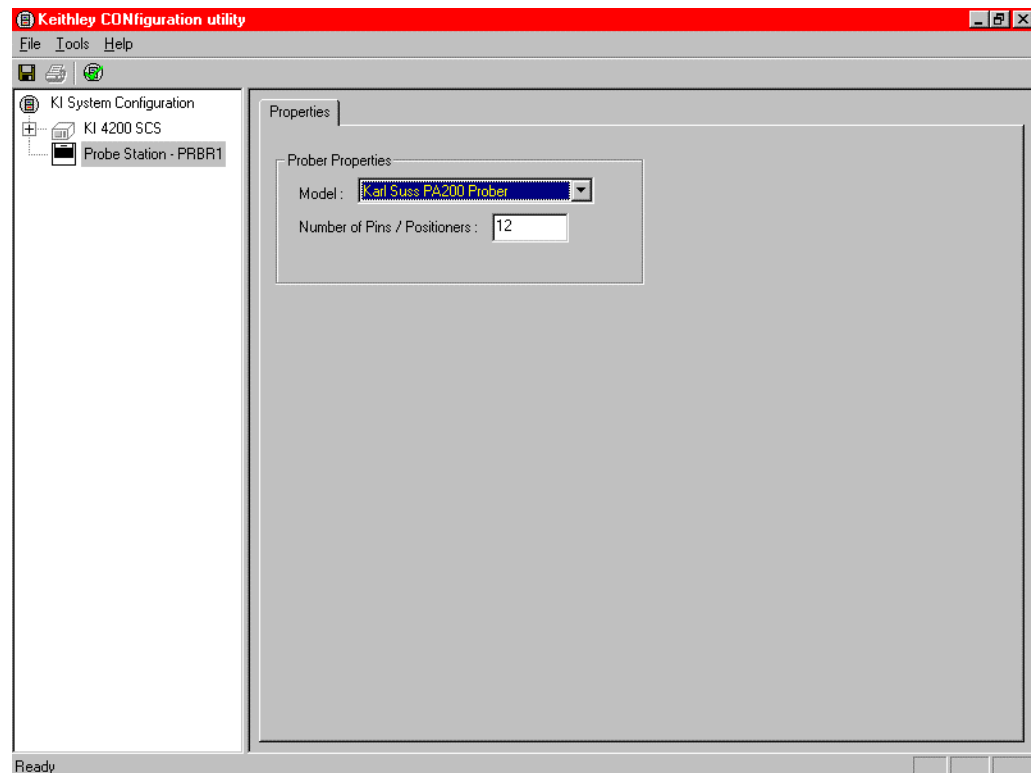 Keithley CONfiguration utility
File Tools Help
KI System Configuration
KI 4200 SCS
Probe Station - PRBR1
Properties
Prober Properties
Model : Karl Suss PA200 Prober
Number of Pins / Positioners : 12
Ready